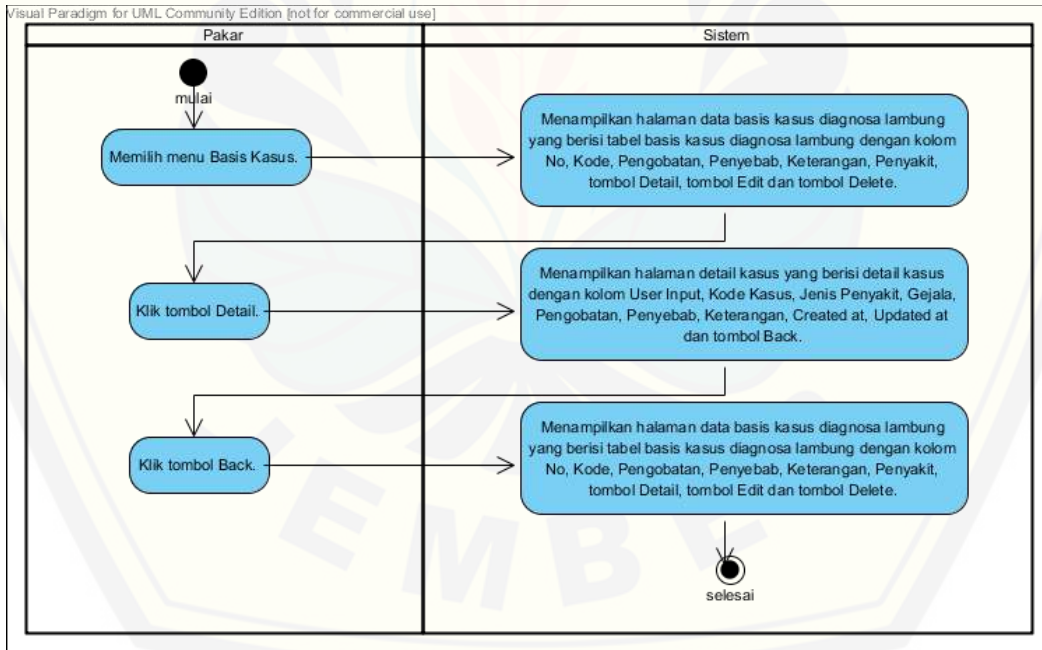 Visual Paradigm for UML Community Edition [not for commercial use]
Pakar
Sistem
mulai
Memilih menu Basis Kasus.
Menampilkan halaman data basis kasus diagnosa lambung
yang berisi tabel basis kasus diagnosa lambung dengan kolom
No, Kode, Pengobatan, Penyebab, Keterangan, Penyakit,
tombol Detail, tombol Edit dan tombol Delete.
Klik tombol Detail.
Menampilkan halaman detail kasus yang berisi detail kasus
dengan kolom User Input, Kode Kasus, Jenis Penyakit, Gejala,
Pengobatan, Penyebab, Keterangan, Created at, Updated at
dan tombol Back.
Klik tombol Back.
Menampilkan halaman data basis kasus diagnosa lambung
yang berisi tabel basis kasus diagnosa lambung dengan kolom
No, Kode, Pengobatan, Penyebab, Keterangan, Penyakit,
tombol Detail, tombol Edit dan tombol Delete.
selesai
JEMBER